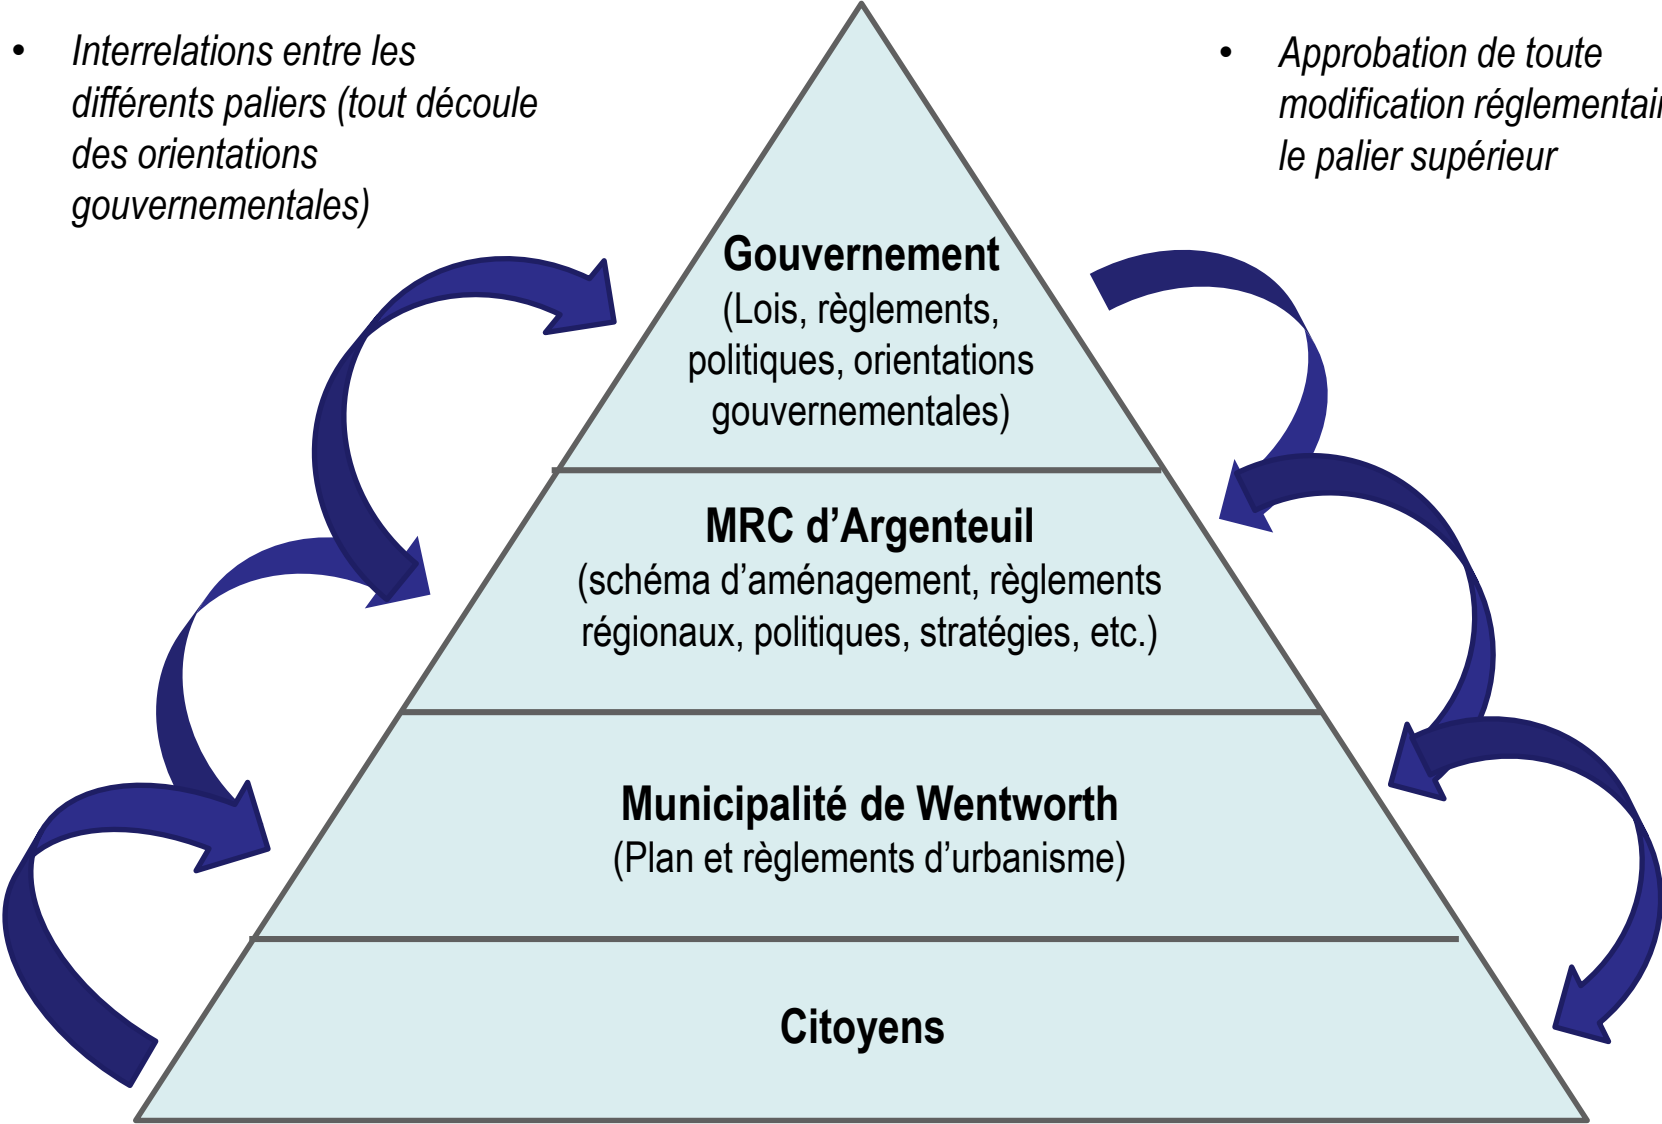 • Interrelations entre les
différents paliers (tout découle
des orientations
gouvernementales)
• Approbation de toute
modification réglementai
le palier supérieur
Gouvernement
(Lois, règlements,
politiques, orientations
gouvernementales)
MRC d’Argenteuil
(schéma d’aménagement, règlements
régionaux, politiques, stratégies, etc.)
Municipalité de Wentworth
(Plan et règlements d’urbanisme)
Citoyens